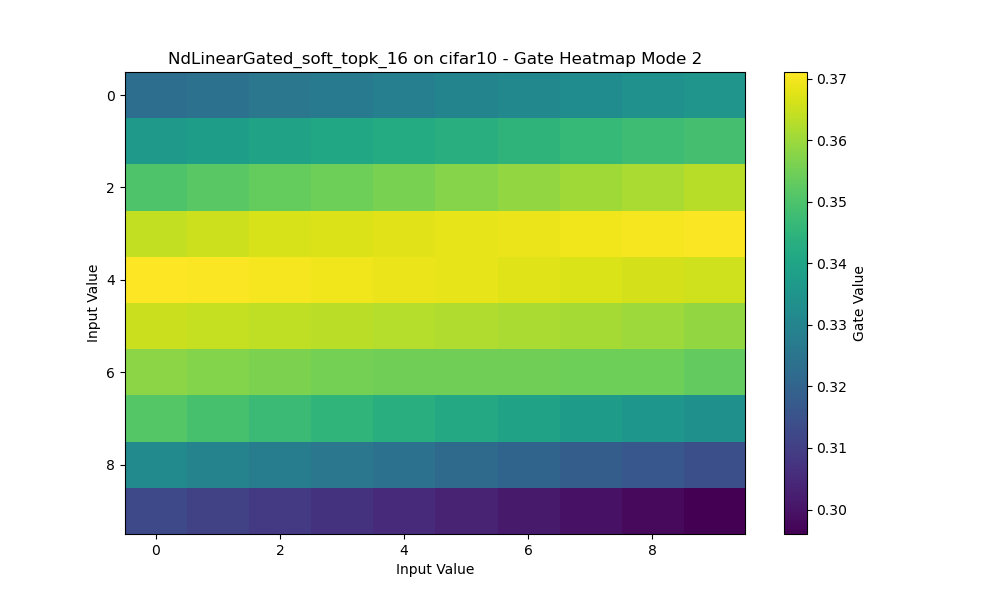 NdLinearGated_soft_topk_16 on cifar10 - Gate Heatmap Mode 2
0
2
4
6
8
Input Value
0 2 4 6 8
Input Value
0.37
0.36
0.35
0.34
0.33
0.32
0.31
0.30
Gate Value